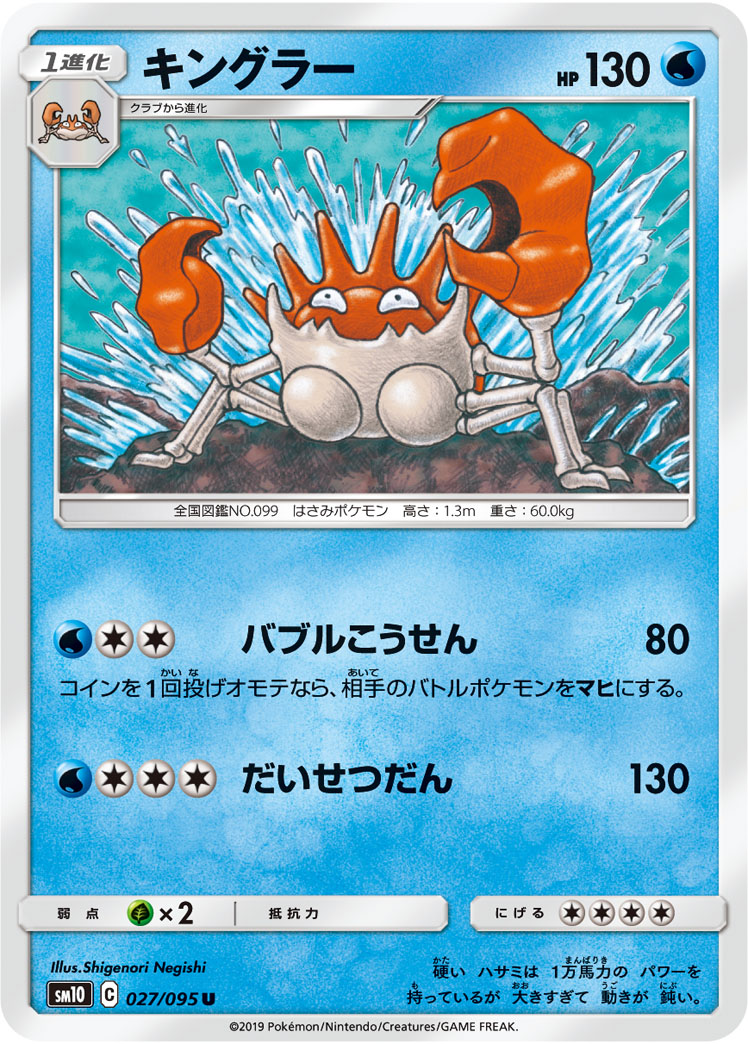 1進化 キングラー HP 130
クラブから進化
全国図鑑NO.099 はさみポケモン 高さ:1.3m 重さ:60.0kg
バブルこうせん 80
コインを1回投げオモテなら、相手のバトルポケモンをマヒにする。
だいせつだん 130
弱点 ×2 抵抗力 にげる
Illus.Shigenori Negishi
硬い ハサミは 1万馬力の パワーを
持っているが 大きすぎて 動きが 鈍い。
SM10 C 027/095 U
©2019 Pokémon/Nintendo/Creatures/GAME FREAK.